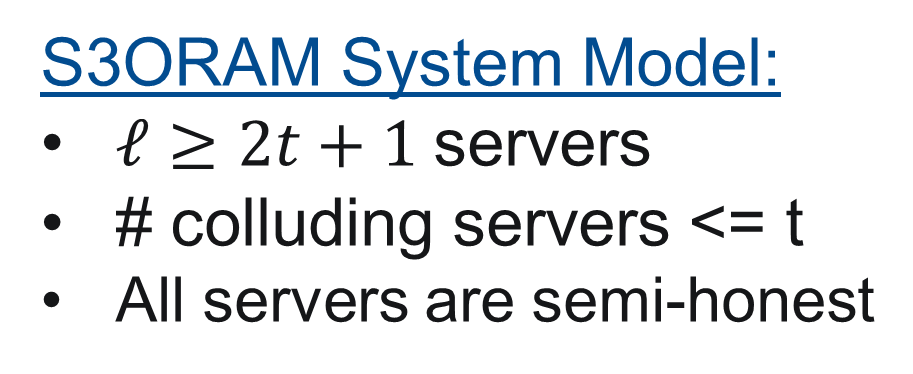 S3ORAM System Model:
• ℓ ≥ 2t + 1 servers
• # colluding servers <= t
• All servers are semi-honest